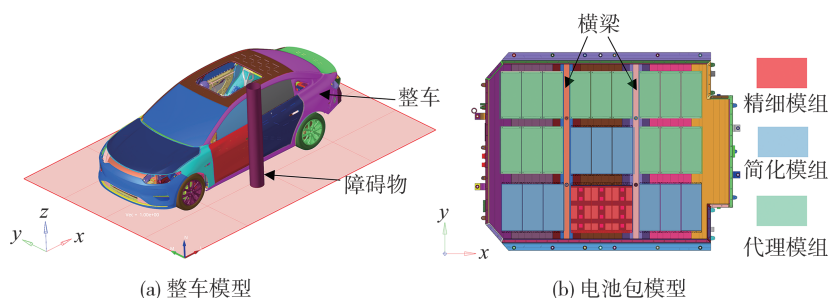 整车
障碍物
z
y
x
(a) 整车模型
横梁
精细模组
简化模组
代理模组
y
x
(b) 电池包模型